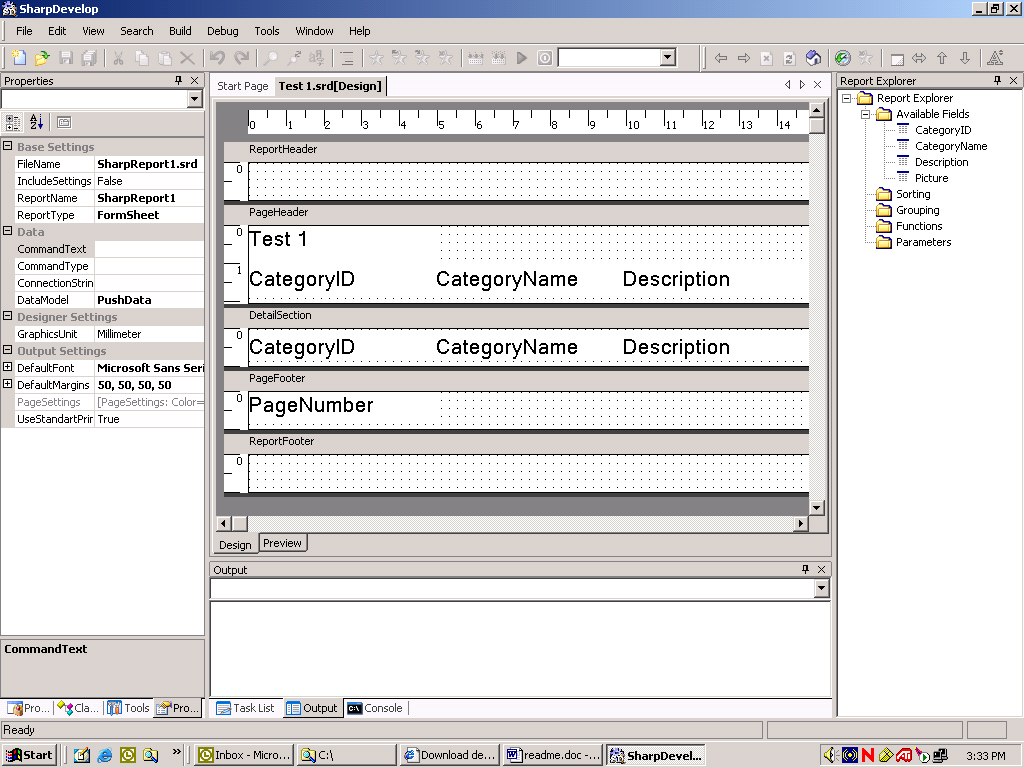 SharpDevelop
File Edit View Search Build Debug Tools Window Help
Properties
Base Settings
FileName SharpReport1.srd
IncludeSettings False
ReportName SharpReport1
ReportType FormSheet
Data
CommandText
CommandType
ConnectionStrin
DataModel PushData
Designer Settings
GraphicsUnit Millimeter
Output Settings
DefaultFont Microsoft Sans Seri
DefaultMargins 50, 50, 50, 50
PageSettings [PageSettings: Color=
UseStandartPrir True
CommandText
Pro... Cla... Tools Pro...
Start Page Test 1.srd[Design]
0 1 2 3 4 5 6 7 8 9 10 11 12 13 14
ReportHeader
0
PageHeader
0
Test 1
1
CategoryID CategoryName Description
DetailSection
0
CategoryID CategoryName Description
PageFooter
0
PageNumber
ReportFooter
0
Design Preview
Output
Task List Output Console
Report Explorer
Report Explorer
Available Fields
CategoryID
CategoryName
Description
Picture
Sorting
Grouping
Functions
Parameters
Ready
Start Inbox - Micro... C:\ Download de... readme.doc -... SharpDevel... 3:33 PM